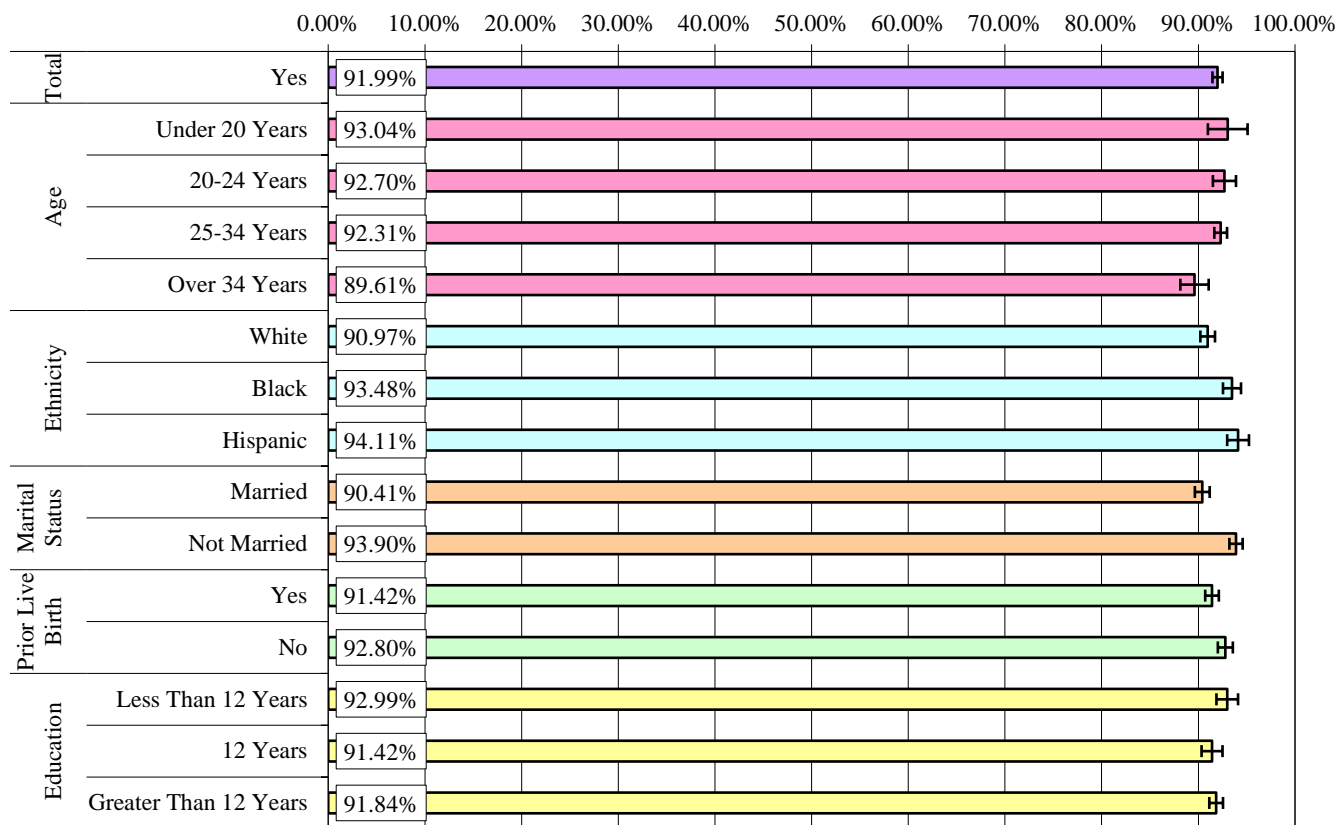 0.00% 10.00% 20.00% 30.00% 40.00% 50.00% 60.00% 70.00% 80.00% 90.00% 100.00%
Total
Yes 91.99%
Age
Under 20 Years 93.04%
20-24 Years 92.70%
25-34 Years 92.31%
Over 34 Years 89.61%
Ethnicity
White 90.97%
Black 93.48%
Hispanic 94.11%
Marital
Status
Married 90.41%
Not Married 93.90%
Prior Live
Birth
Yes 91.42%
No 92.80%
Education
Less Than 12 Years 92.99%
12 Years 91.42%
Greater Than 12 Years 91.84%